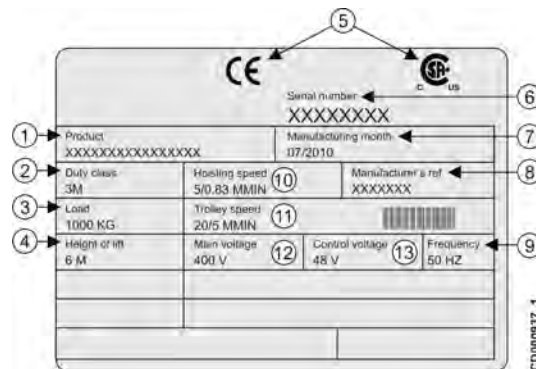 5
CE
CSA
C US
Serial number
6
XXXXXXXX
1
Product
Manufacturing month
7
XXXXXXXXXXXXXXXX
07/2010
2
Duty class
Hoisting speed
Manufacturer's ref
8
3M
5/0.83 MMIN
10
XXXXXXX
3
Load
Trolley speed
11
1000 KG
20/5 MMIN
4
Height of lift
Main voltage
Control voltage
Frequency
9
6 M
400 V
12
48 V
13
50 HZ